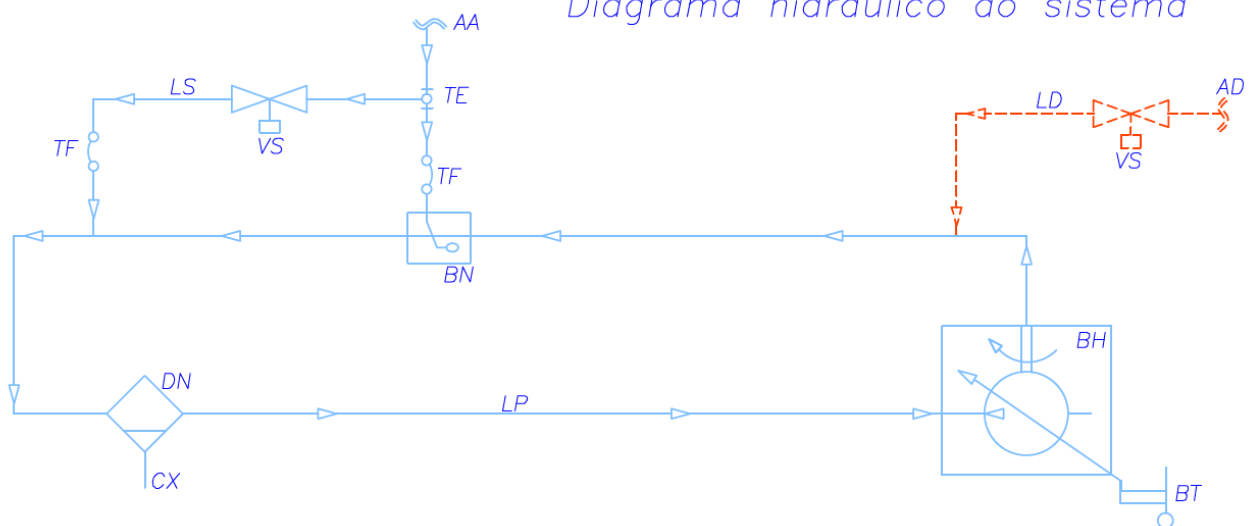 Diagrama hidráulico do sistema
AA
AD
LS
TE
LD
VS
VS
TF
TF
BN
BH
DN
LP
CX
BT